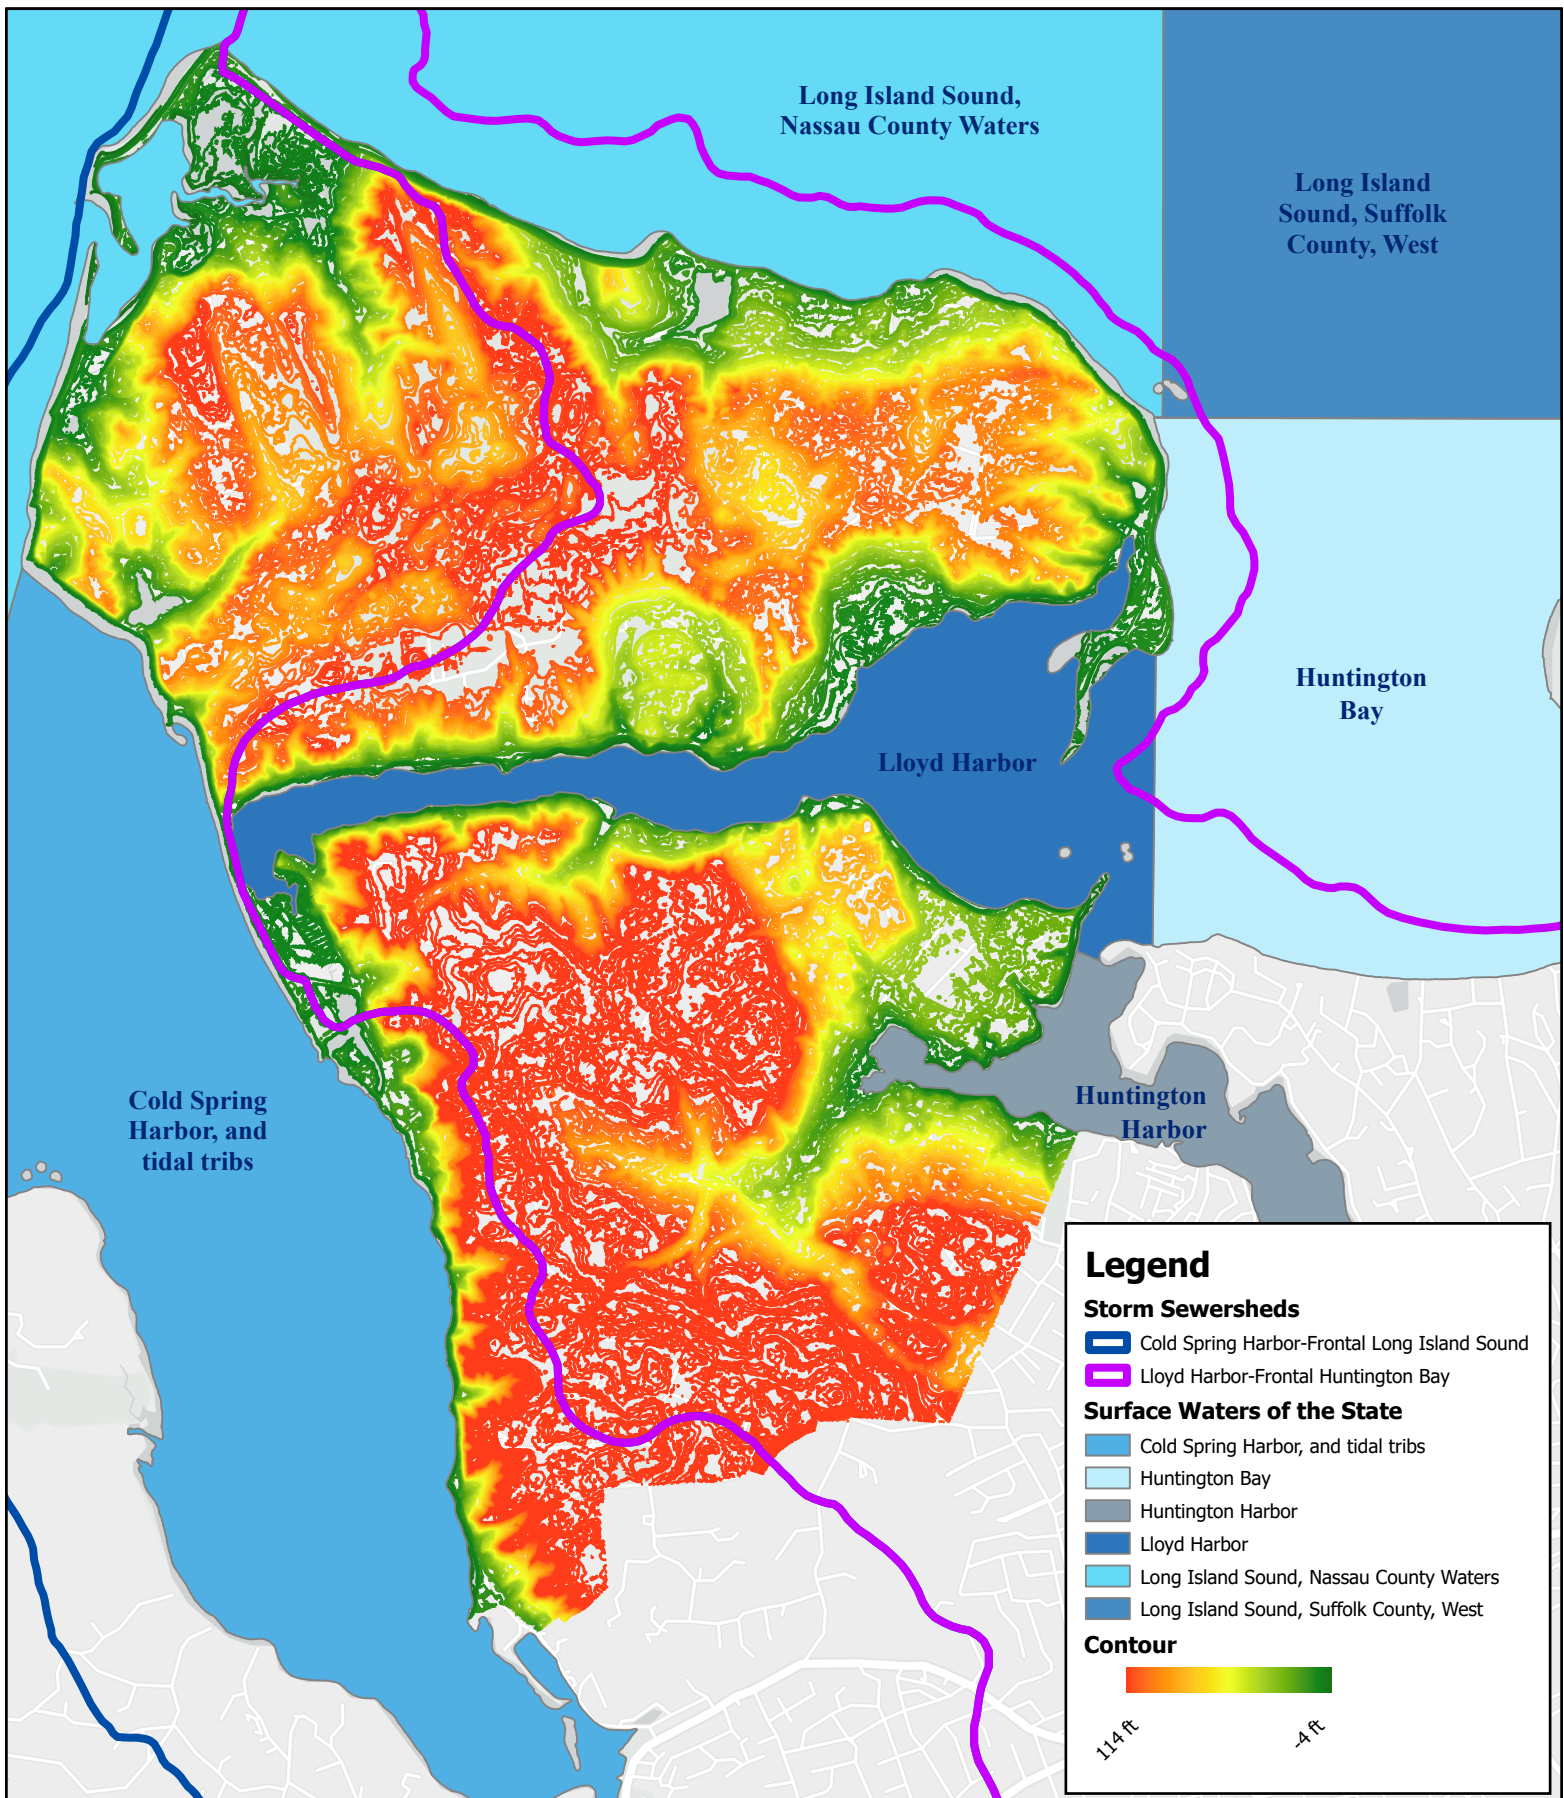 Long Island Sound,
Nassau County Waters
Long Island
Sound, Suffolk
County, West
Huntington
Bay
Lloyd Harbor
Cold Spring
Harbor, and
tidal tribs
Huntington
Harbor
Legend
Storm Sewersheds
Cold Spring Harbor-Frontal Long Island Sound
Lloyd Harbor-Frontal Huntington Bay
Surface Waters of the State
Cold Spring Harbor, and tidal tribs
Huntington Bay
Huntington Harbor
Lloyd Harbor
Long Island Sound, Nassau County Waters
Long Island Sound, Suffolk County, West
Contour
114 ft
-4 ft